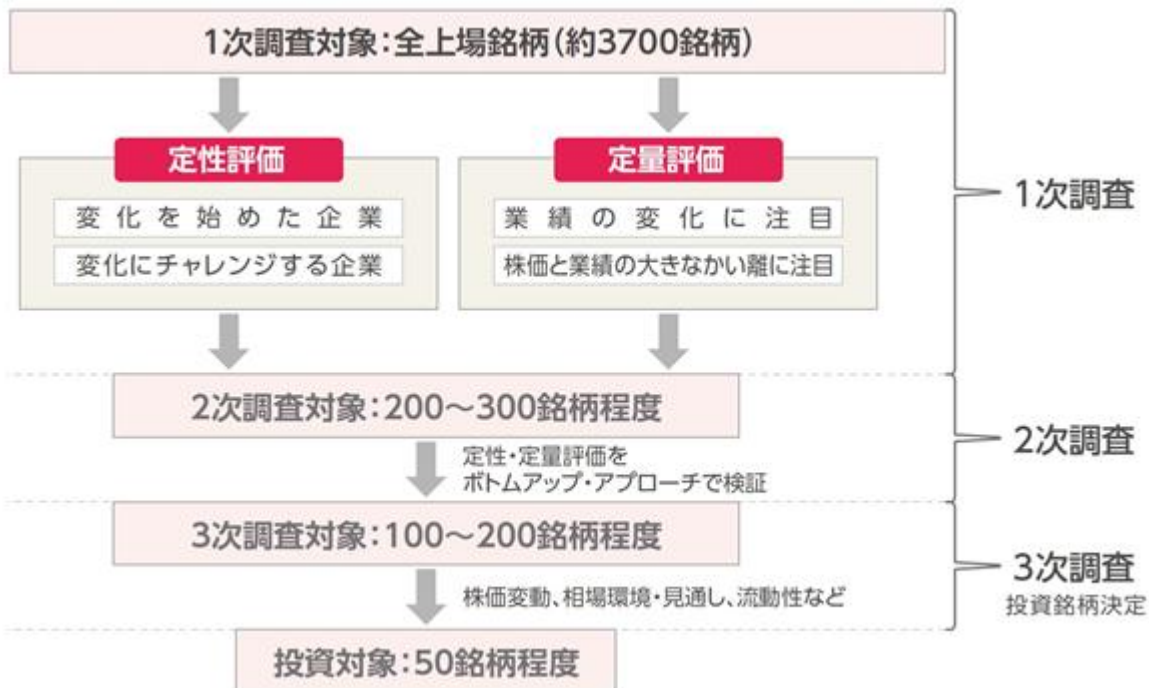 1次調査対象：全上場銘柄（約3700銘柄）
定性評価
変化を始めた企業
変化にチャレンジする企業
定量評価
業績の変化に注目
株価と業績の大きなかい離に注目
1次調査
2次調査対象：200～300銘柄程度
定性・定量評価を
ボトムアップ・アプローチで検証
2次調査
3次調査対象：100～200銘柄程度
株価変動、相場環境・見通し、流動性など
3次調査
投資銘柄決定
投資対象：50銘柄程度